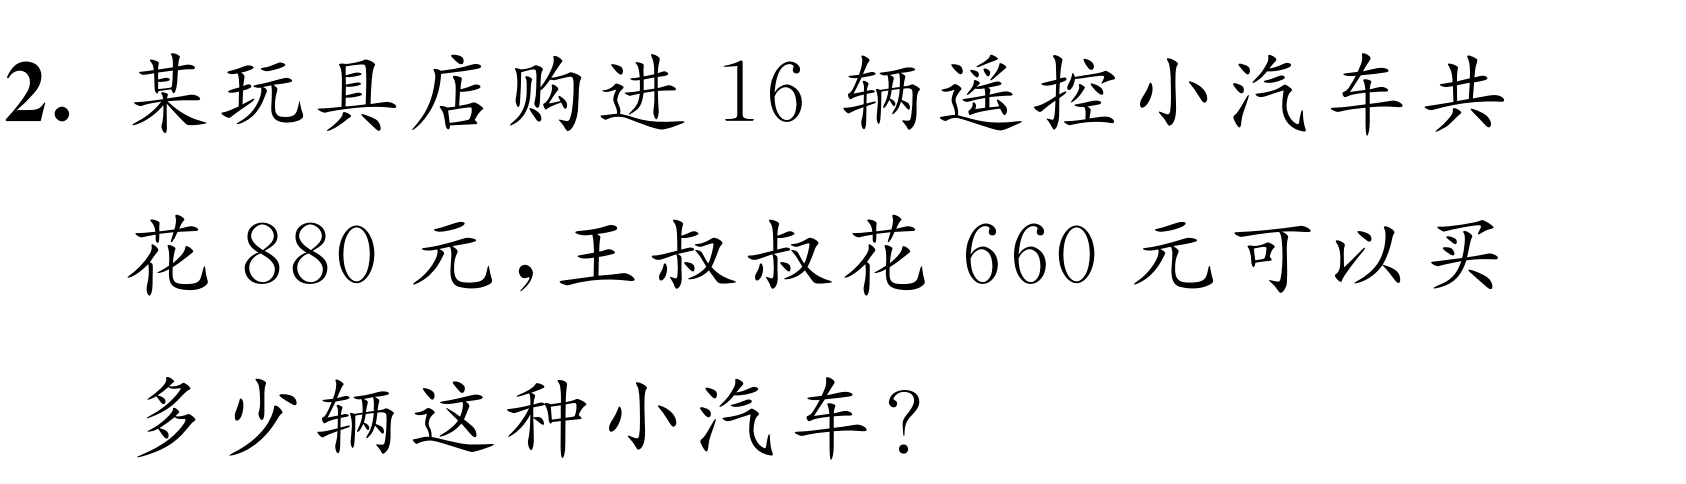 2. 某玩具店购进 16 辆遥控小汽车共
花 880 元,王叔叔花 660 元可以买
多少辆这种小汽车?